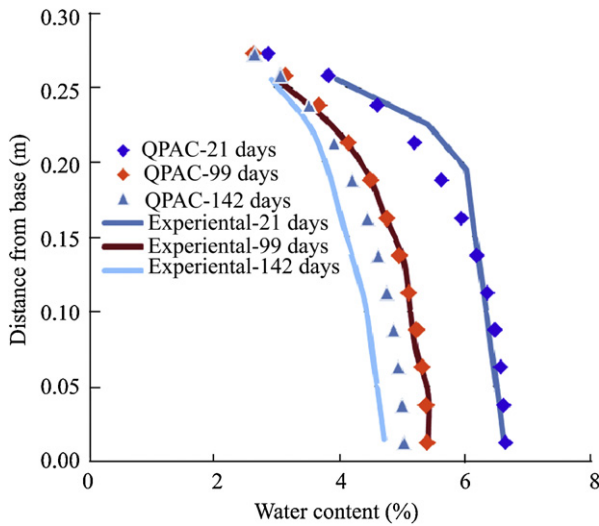 0.30
0.25
0.20
0.15
0.10
0.05
0.00
Distance from base (m)
QPAC-21 days
QPAC-99 days
QPAC-142 days
Experiental-21 days
Experiental-99 days
Experiental-142 days
0 2 4 6 8
Water content (%)